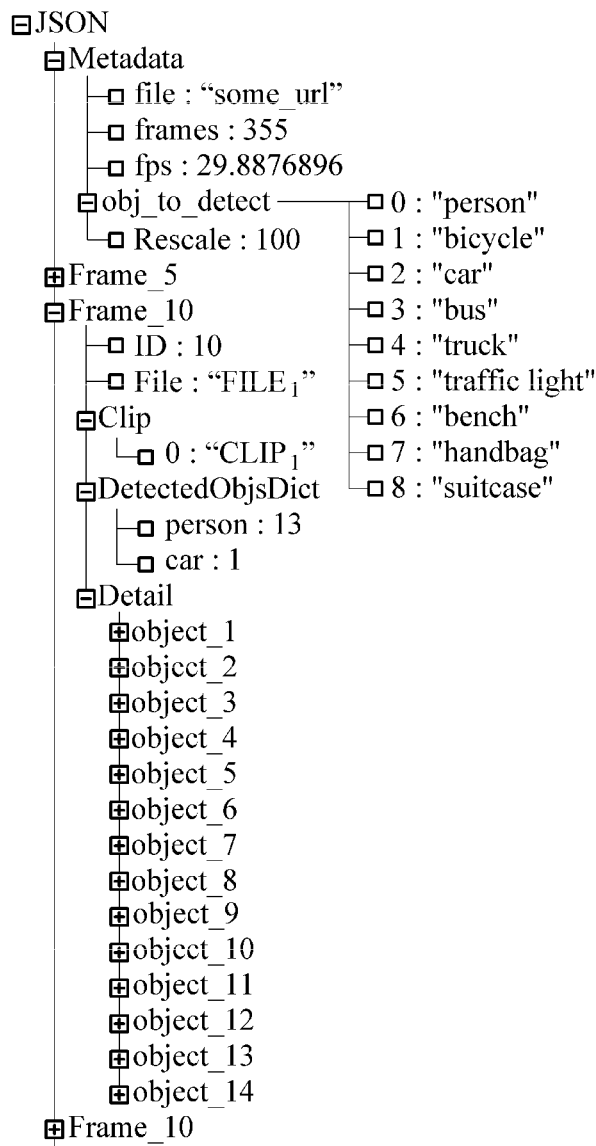 JSON
Metadata
file : “some_url”
frames : 355
fps : 29.8876896
obj_to_detect
0 : "person"
1 : "bicycle"
2 : "car"
3 : "bus"
4 : "truck"
5 : "traffic light"
6 : "bench"
7 : "handbag"
8 : "suitcase"
Rescale : 100
Frame_5
Frame_10
ID : 10
File : “FILE₁”
Clip
0 : “CLIP₁”
DetectedObjsDict
person : 13
car : 1
Detail
object_1
object_2
object_3
object_4
object_5
object_6
object_7
object_8
object_9
object_10
object_11
object_12
object_13
object_14
Frame_10